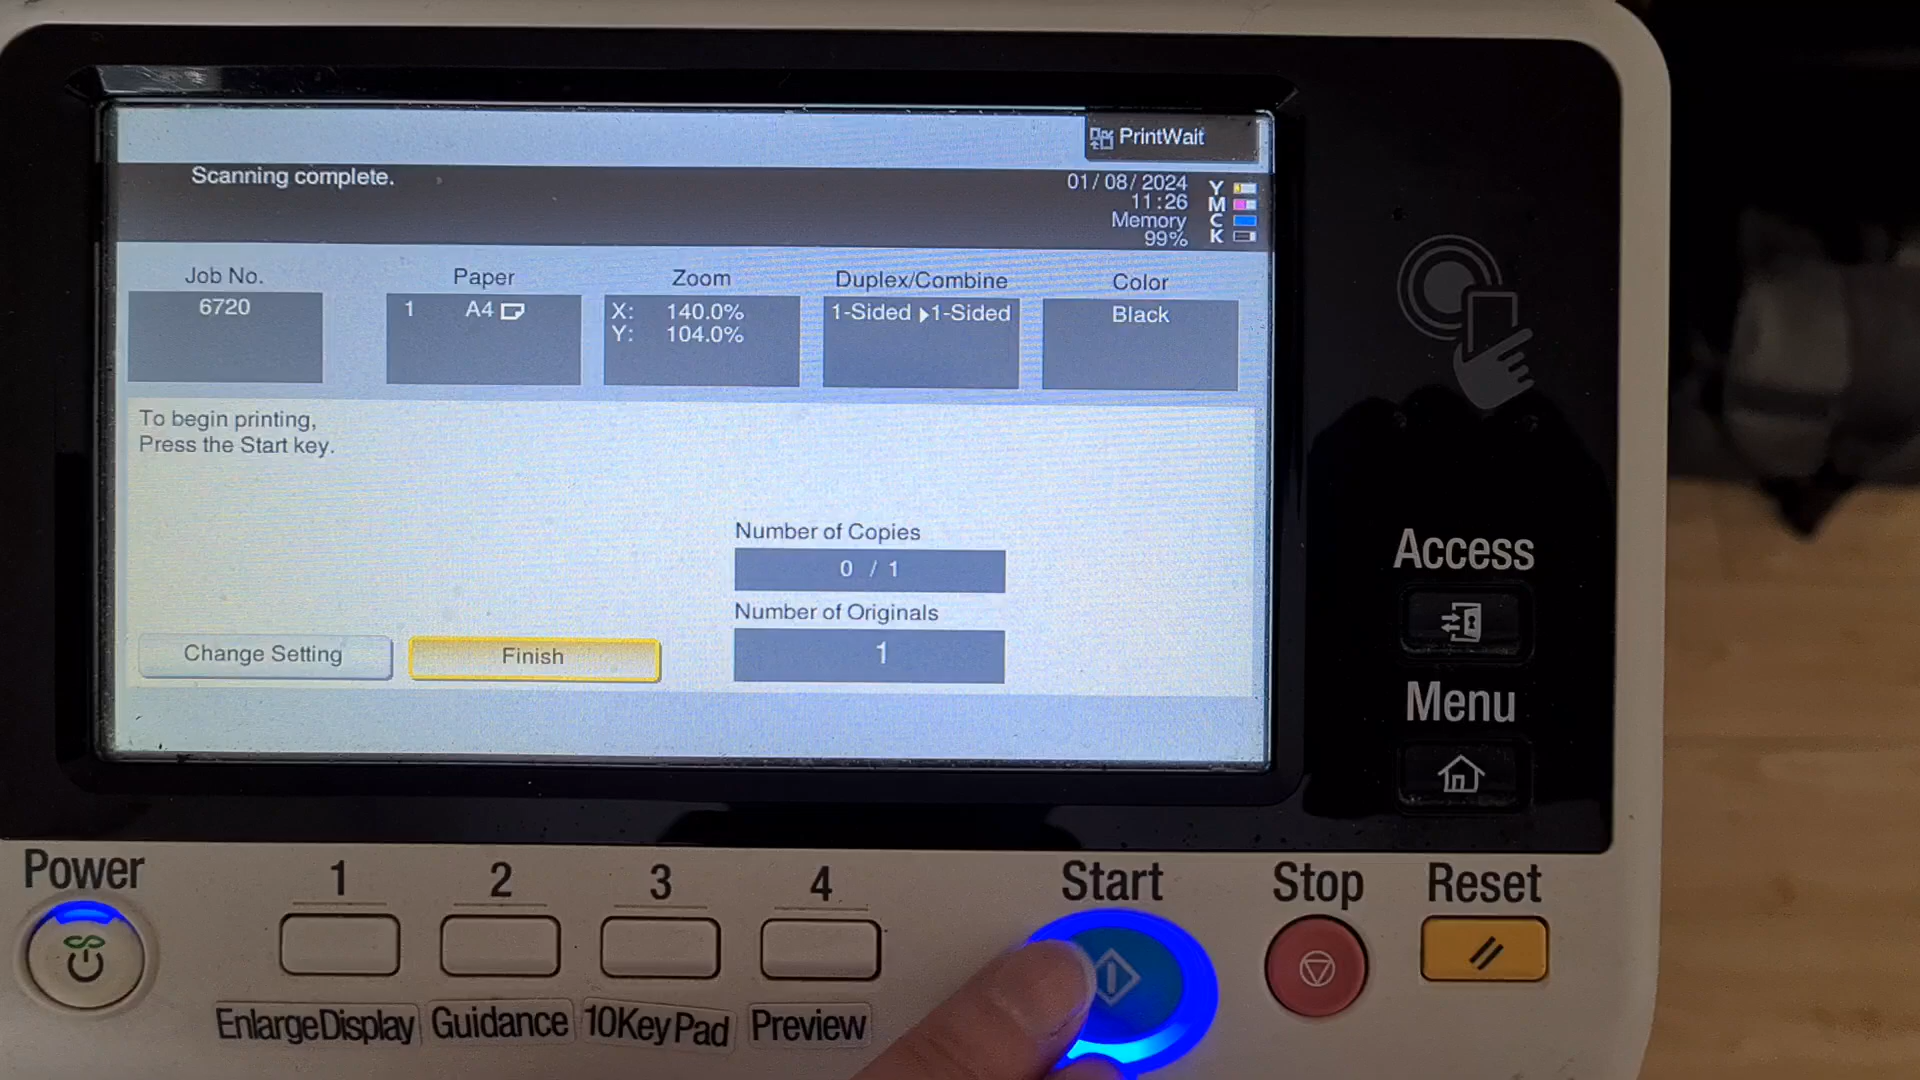 PrintWait
Scanning complete.
01/08/2024
11:26
Memory
99%
Y
M
C
K
Job No.
6720
Paper
1 A4
Zoom
X: 140.0%
Y: 104.0%
Duplex/Combine
1-Sided ▶1-Sided
Color
Black
To begin printing,
Press the Start key.
Number of Copies
0 / 1
Number of Originals
1
Change Setting
Finish
Access
Menu
Power
1
2
3
4
Start
Stop
Reset
EnlargeDisplay
Guidance
10KeyPad
Preview